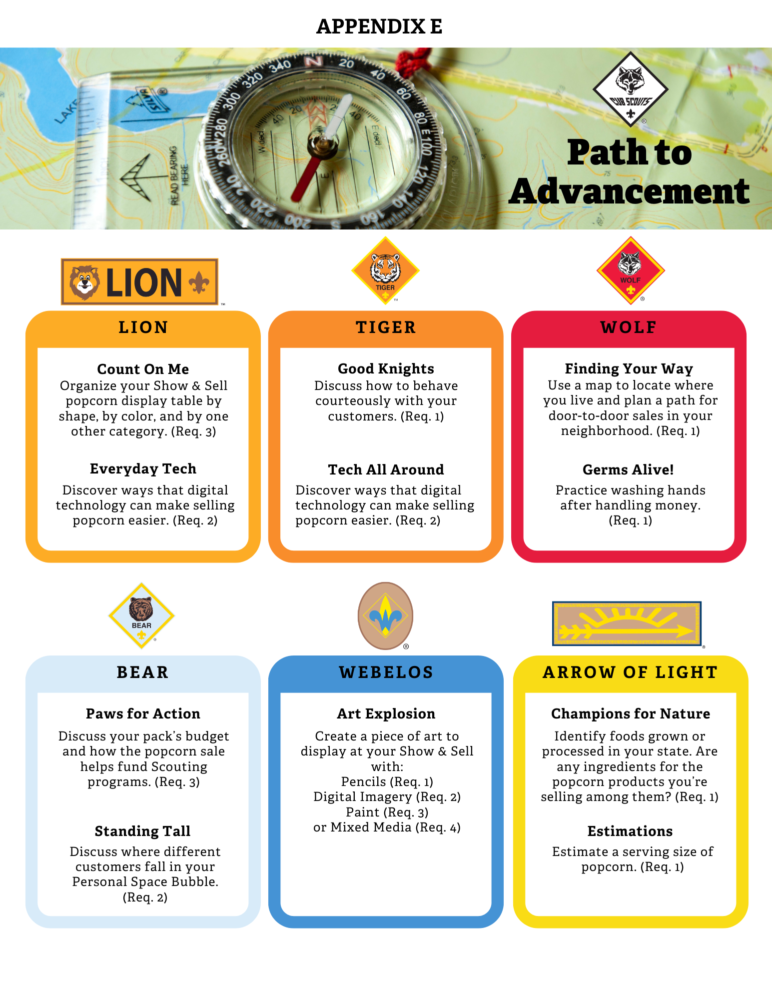 APPENDIX E
LAKE
SILVA
®
READ BEARING
HERE
260
W
280
300
320
340
N
20
40
60
80
E
100
120
140
160
S
200
220
240
40
20
2
40
W decl.
E decl.
E
75
CUB SCOUTS
®
Path to
Advancement
LION
™
TIGER
™
WOLF
®
LION
Count On Me
Organize your Show & Sell
popcorn display table by
shape, by color, and by one
other category. (Req. 3)
Everyday Tech
Discover ways that digital
technology can make selling
popcorn easier. (Req. 2)
TIGER
Good Knights
Discuss how to behave
courteously with your
customers. (Req. 1)
Tech All Around
Discover ways that digital
technology can make selling
popcorn easier. (Req. 2)
WOLF
Finding Your Way
Use a map to locate where
you live and plan a path for
door-to-door sales in your
neighborhood. (Req. 1)
Germs Alive!
Practice washing hands
after handling money.
(Req. 1)
BEAR
®
®
®
BEAR
Paws for Action
Discuss your pack’s budget
and how the popcorn sale
helps fund Scouting
programs. (Req. 3)
Standing Tall
Discuss where different
customers fall in your
Personal Space Bubble.
(Req. 2)
WEBELOS
Art Explosion
Create a piece of art to
display at your Show & Sell
with:
Pencils (Req. 1)
Digital Imagery (Req. 2)
Paint (Req. 3)
or Mixed Media (Req. 4)
ARROW OF LIGHT
Champions for Nature
Identify foods grown or
processed in your state. Are
any ingredients for the
popcorn products you’re
selling among them? (Req. 1)
Estimations
Estimate a serving size of
popcorn. (Req. 1)